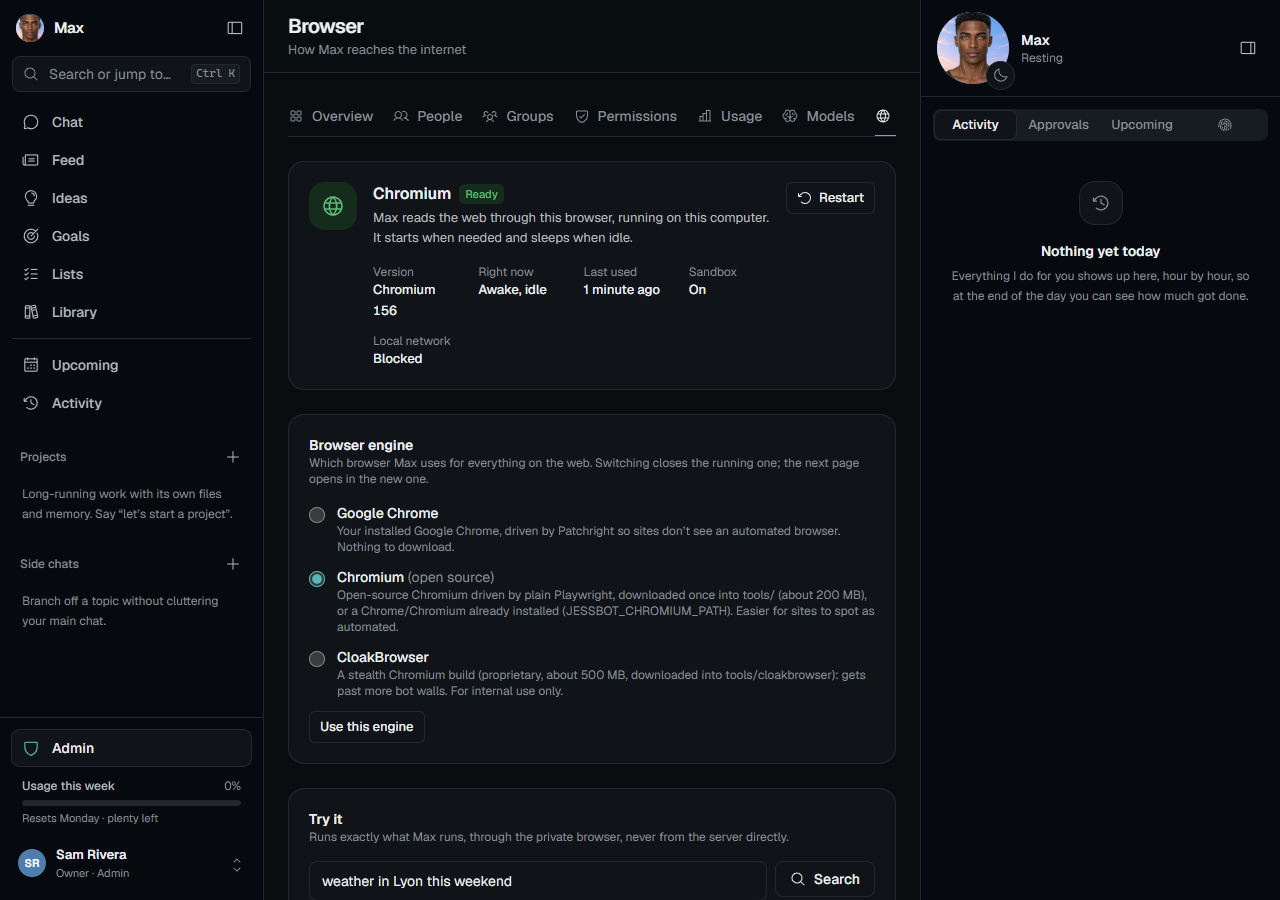 Max
Search or jump to...
Ctrl K
Chat
Feed
Ideas
Goals
Lists
Library
Upcoming
Activity
Projects
Long-running work with its own files
and memory. Say “let's start a project”.
Side chats
Branch off a topic without cluttering
your main chat.
Admin
Usage this week
0%
Resets Monday · plenty left
SR
Sam Rivera
Owner · Admin
Browser
How Max reaches the internet
Overview
People
Groups
Permissions
Usage
Models
Chromium
Ready
Restart
Max reads the web through this browser, running on this computer.
It starts when needed and sleeps when idle.
Version
Chromium
156
Right now
Awake, idle
Last used
1 minute ago
Sandbox
On
Local network
Blocked
Browser engine
Which browser Max uses for everything on the web. Switching closes the running one; the next page
opens in the new one.
Google Chrome
Your installed Google Chrome, driven by Patchright so sites don't see an automated browser.
Nothing to download.
Chromium (open source)
Open-source Chromium driven by plain Playwright, downloaded once into tools/ (about 200 MB),
or a Chrome/Chromium already installed (JESSBOT_CHROMIUM_PATH). Easier for sites to spot as
automated.
CloakBrowser
A stealth Chromium build (proprietary, about 500 MB, downloaded into tools/cloakbrowser): gets
past more bot walls. For internal use only.
Use this engine
Try it
Runs exactly what Max runs, through the private browser, never from the server directly.
weather in Lyon this weekend
Search
Max
Resting
Activity
Approvals
Upcoming
Nothing yet today
Everything I do for you shows up here, hour by hour, so
at the end of the day you can see how much got done.